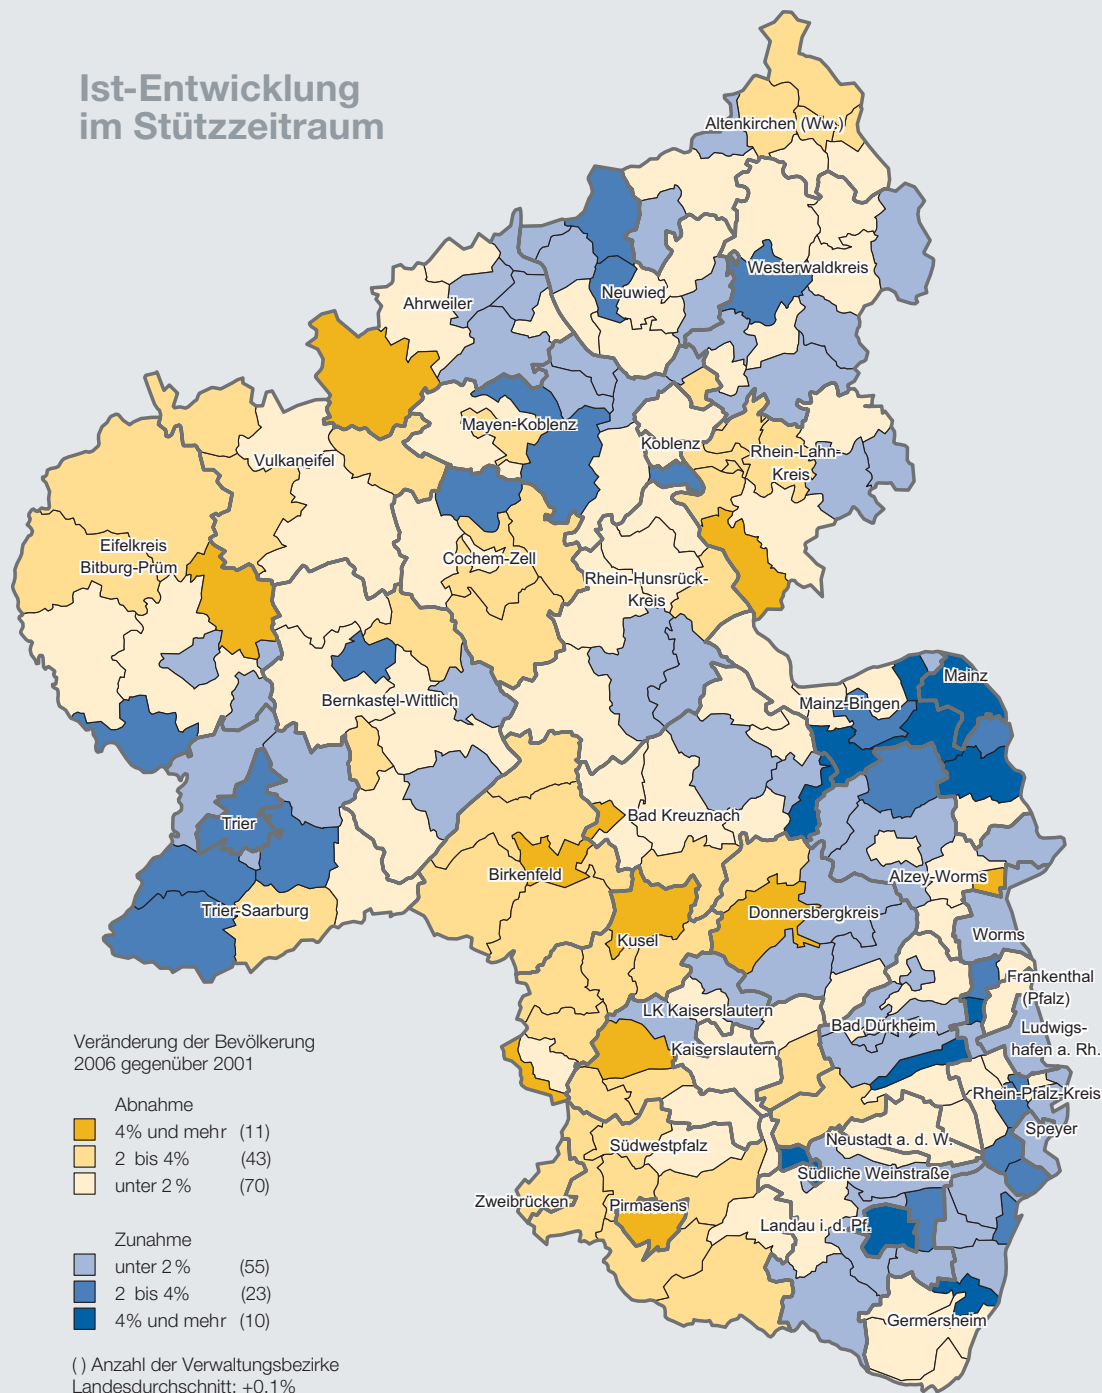 Ist-Entwicklung
im Stützzeitraum
Altenkirchen (Ww.)
Westerwaldkreis
Neuwied
Ahrweiler
Mayen-Koblenz
Koblenz
Rhein-Lahn-
Kreis
Vulkaneifel
Eifelkreis
Bitburg-Prüm
Cochem-Zell
Rhein-Hunsrück-
Kreis
Mainz
Mainz-Bingen
Bernkastel-Wittlich
Bad Kreuznach
Trier
Birkenfeld
Alzey-Worms
Trier-Saarburg
Donnersbergkreis
Kusel
Worms
Frankenthal
(Pfalz)
LK Kaiserslautern
Bad Dürkheim
Ludwigs-
hafen a. Rh.
Kaiserslautern
Rhein-Pfalz-Kreis
Speyer
Südwestpfalz
Neustadt a. d. W.
Südliche Weinstraße
Zweibrücken
Pirmasens
Landau i. d. Pf.
Germersheim
Veränderung der Bevölkerung
2006 gegenüber 2001
Abnahme
4% und mehr (11)
2 bis 4% (43)
unter 2 % (70)
Zunahme
unter 2 % (55)
2 bis 4% (23)
4% und mehr (10)
( ) Anzahl der Verwaltungsbezirke
Landesdurchschnitt: +0,1%